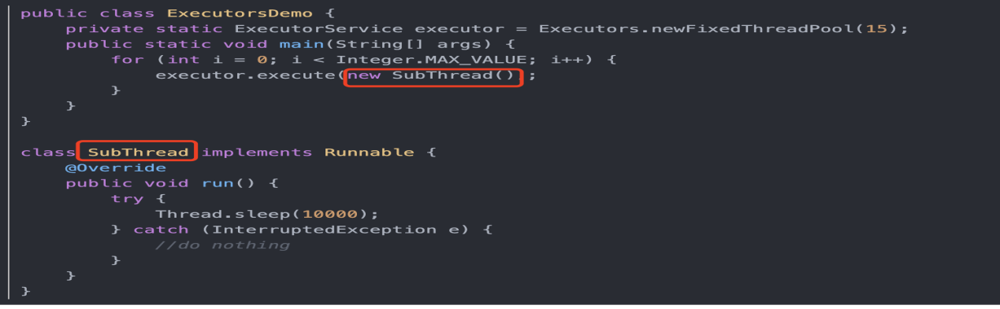 public class ExecutorsDemo {
    private static ExecutorService executor = Executors.newFixedThreadPool(15);
    public static void main(String[] args) {
        for (int i = 0; i < Integer.MAX_VALUE; i++) {
            executor.execute(new SubThread();
        }
    }
}

class SubThread implements Runnable {
    @Override
    public void run() {
        try {
            Thread.sleep(10000);
        } catch (InterruptedException e) {
            //do nothing
        }
    }
}